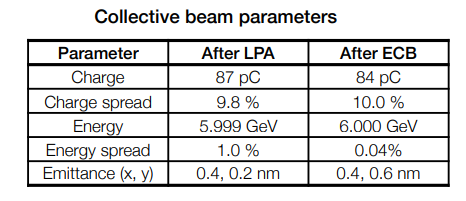 Collective beam parameters
Parameter After LPA After ECB
Charge 87 pC 84 pC
Charge spread 9.8 % 10.0 %
Energy 5.999 GeV 6.000 GeV
Energy spread 1.0 % 0.04%
Emittance (x, y) 0.4, 0.2 nm 0.4, 0.6 nm